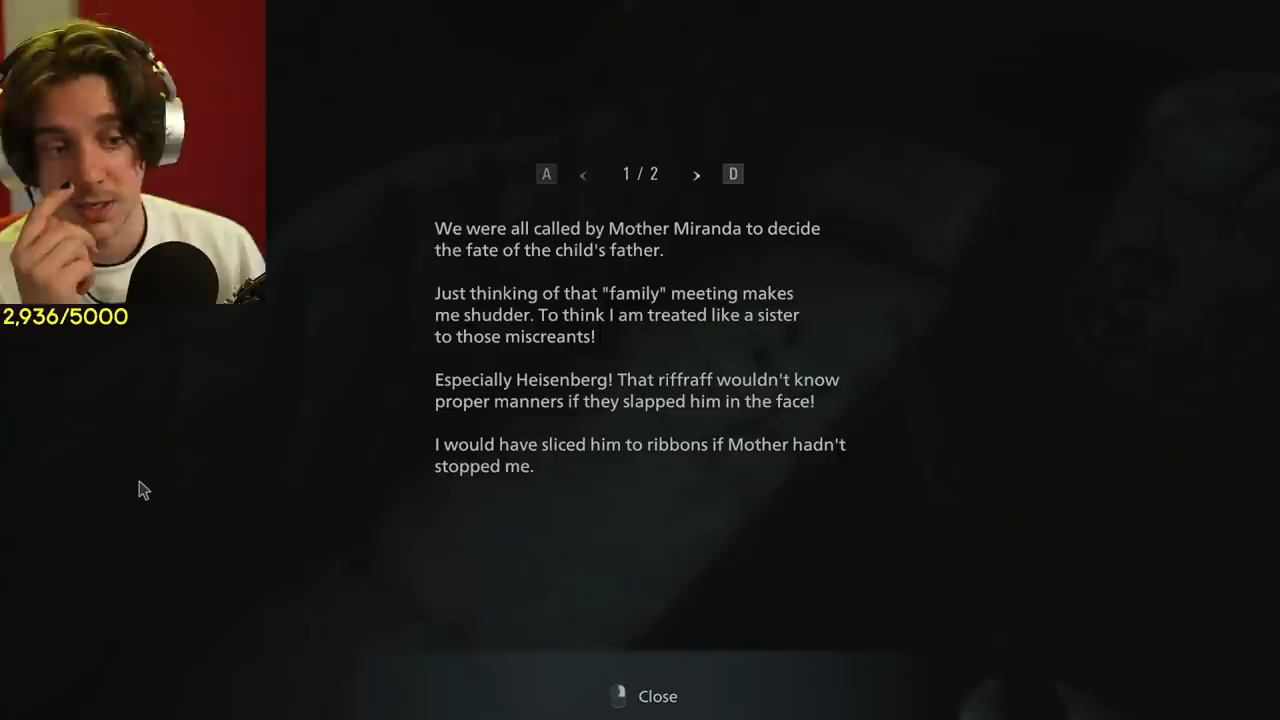 A < 1 / 2 > D
We were all called by Mother Miranda to decide
the fate of the child's father.
Just thinking of that "family" meeting makes
me shudder. To think I am treated like a sister
to those miscreants!
Especially Heisenberg! That riffraff wouldn't know
proper manners if they slapped him in the face!
I would have sliced him to ribbons if Mother hadn't
stopped me.
2,936/5000
Close